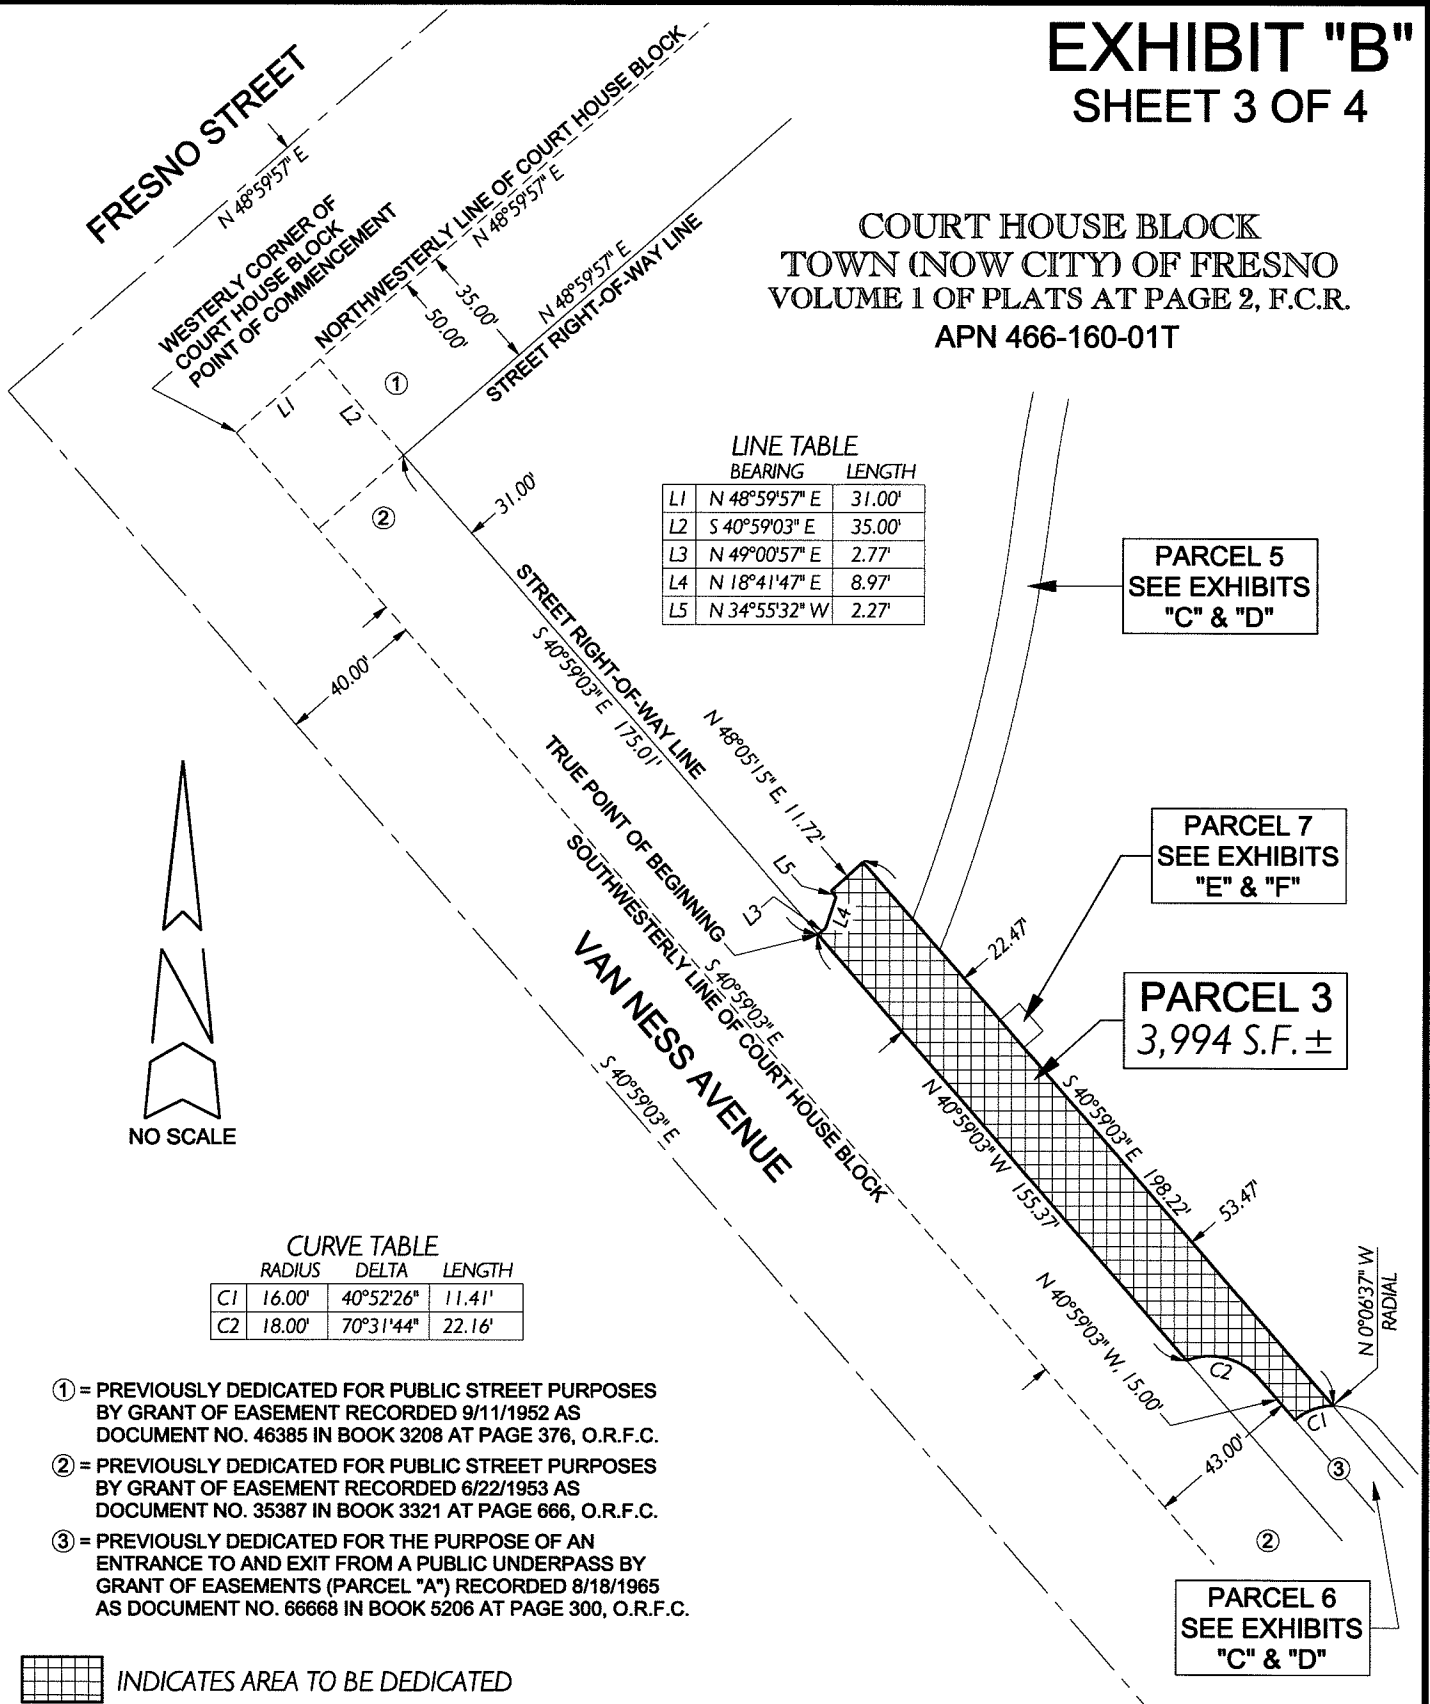 EXHIBIT "B"
SHEET 3 OF 4
COURT HOUSE BLOCK
TOWN (NOW CITY) OF FRESNO
VOLUME 1 OF PLATS AT PAGE 2, F.C.R.
APN 466-160-01T
FRESNO STREET
N 48°59'57" E
WESTERLY CORNER OF
COURT HOUSE BLOCK
POINT OF COMMENCEMENT
NORTHWESTERLY LINE OF COURT HOUSE BLOCK
N 48°59'57" E
35.00'
50.00'
N 48°59'57" E
STREET RIGHT-OF-WAY LINE
L1
L2
①
②
31.00'
LINE TABLE
BEARING LENGTH
L1 N 48°59'57" E 31.00'
L2 S 40°59'03" E 35.00'
L3 N 49°00'57" E 2.77'
L4 N 18°41'47" E 8.97'
L5 N 34°55'32" W 2.27'
PARCEL 5
SEE EXHIBITS
"C" & "D"
STREET RIGHT-OF-WAY LINE
S 40°59'03" E 175.01'
40.00'
N 48°05'15" E, 11.72'
TRUE POINT OF BEGINNING
L5
L3
L4
SOUTHWESTERLY LINE OF COURT HOUSE BLOCK
S 40°59'03" E
VAN NESS AVENUE
S 40°59'03" E
PARCEL 7
SEE EXHIBITS
"E" & "F"
22.47'
PARCEL 3
3,994 S.F.±
S 40°59'03" E 198.22'
N 40°59'03" W 155.37'
53.47'
N
NO SCALE
N 0°06'37" W
RADIAL
N 40°59'03" W, 15.00'
C2
C1
43.00'
③
②
PARCEL 6
SEE EXHIBITS
"C" & "D"
CURVE TABLE
RADIUS DELTA LENGTH
C1 16.00' 40°52'26" 11.41'
C2 18.00' 70°31'44" 22.16'
① = PREVIOUSLY DEDICATED FOR PUBLIC STREET PURPOSES
BY GRANT OF EASEMENT RECORDED 9/11/1952 AS
DOCUMENT NO. 46385 IN BOOK 3208 AT PAGE 376, O.R.F.C.
② = PREVIOUSLY DEDICATED FOR PUBLIC STREET PURPOSES
BY GRANT OF EASEMENT RECORDED 6/22/1953 AS
DOCUMENT NO. 35387 IN BOOK 3321 AT PAGE 666, O.R.F.C.
③ = PREVIOUSLY DEDICATED FOR THE PURPOSE OF AN
ENTRANCE TO AND EXIT FROM A PUBLIC UNDERPASS BY
GRANT OF EASEMENTS (PARCEL "A") RECORDED 8/18/1965
AS DOCUMENT NO. 66668 IN BOOK 5206 AT PAGE 300, O.R.F.C.
INDICATES AREA TO BE DEDICATED